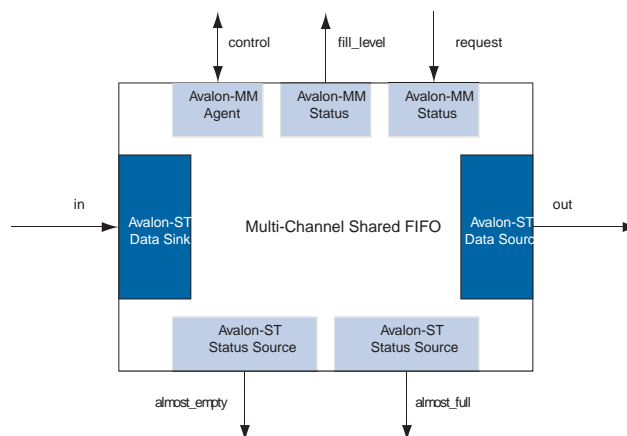 control
fill_level
request
Avalon-MM
Agent
Avalon-MM
Status
Avalon-MM
Status
in
Avalon-ST
Data Sink
Multi-Channel Shared FIFO
Avalon-ST
Data Sourc
out
Avalon-ST
Status Source
Avalon-ST
Status Source
almost_empty
almost_full